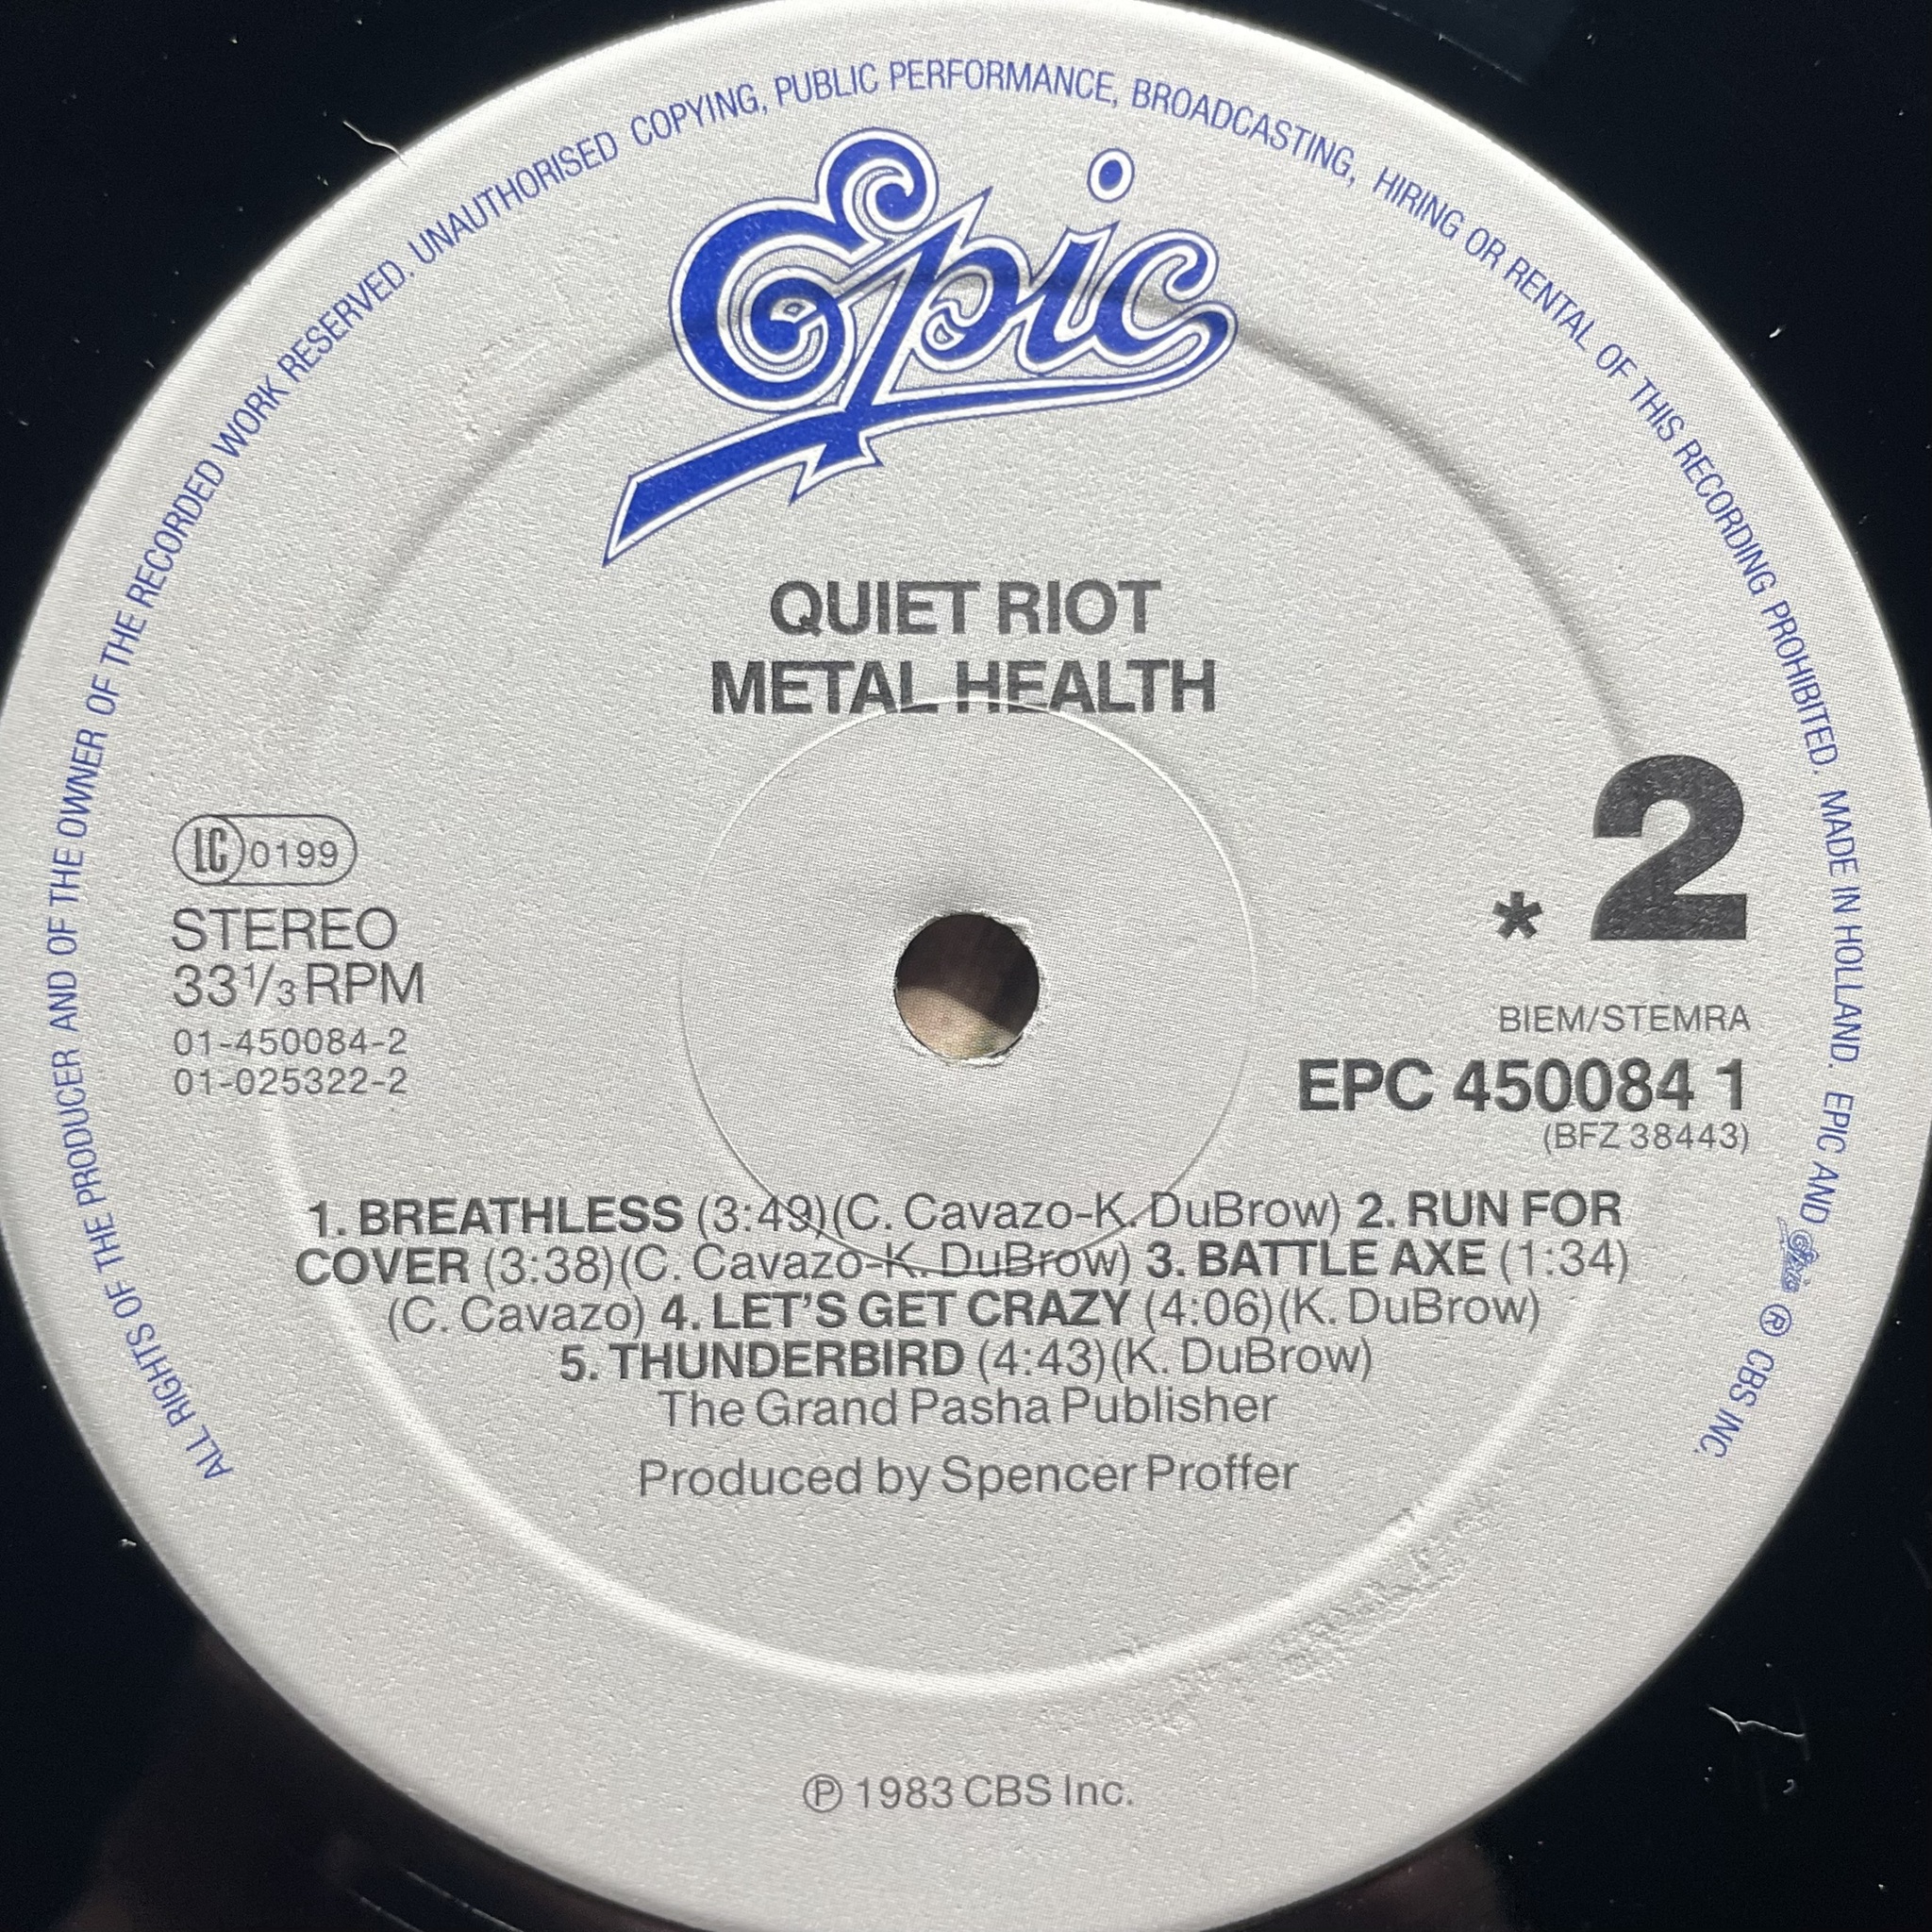 ALL RIGHTS OF THE PRODUCER AND OF THE OWNER OF THE RECORDED WORK RESERVED. UNAUTHORISED COPYING, PUBLIC PERFORMANCE, BROADCASTING, HIRING OR RENTAL OF THIS RECORDING PROHIBITED. MADE IN HOLLAND. EPIC AND Epic ® CBS INC.
Epic
QUIET RIOT
METAL HEALTH
LC 0199
STEREO
33 1/3 RPM
01-450084-2
01-025322-2
* 2
BIEM/STEMRA
EPC 450084 1
(BFZ 38443)
1. BREATHLESS (3:49)(C. Cavazo-K. DuBrow) 2. RUN FOR
COVER (3:38)(C. Cavazo-K. DuBrow) 3. BATTLE AXE (1:34)
(C. Cavazo) 4. LET'S GET CRAZY (4:06)(K. DuBrow)
5. THUNDERBIRD (4:43)(K. DuBrow)
The Grand Pasha Publisher
Produced by Spencer Proffer
℗ 1983 CBS Inc.